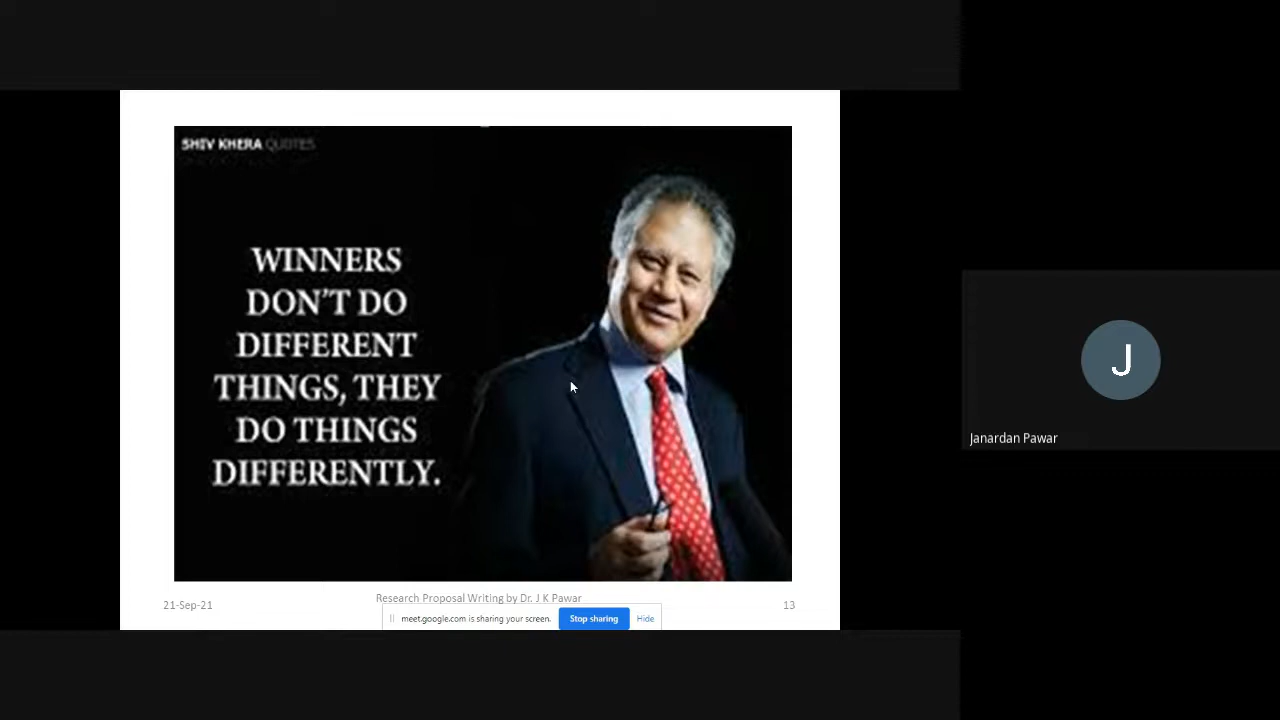 SHIV KHERA QUOTES
WINNERS
DON'T DO
DIFFERENT
THINGS, THEY
DO THINGS
DIFFERENTLY.
J
Janardan Pawar
21-Sep-21
Research Proposal Writing by Dr. J K Pawar
13
meet.google.com is sharing your screen.
Stop sharing
Hide